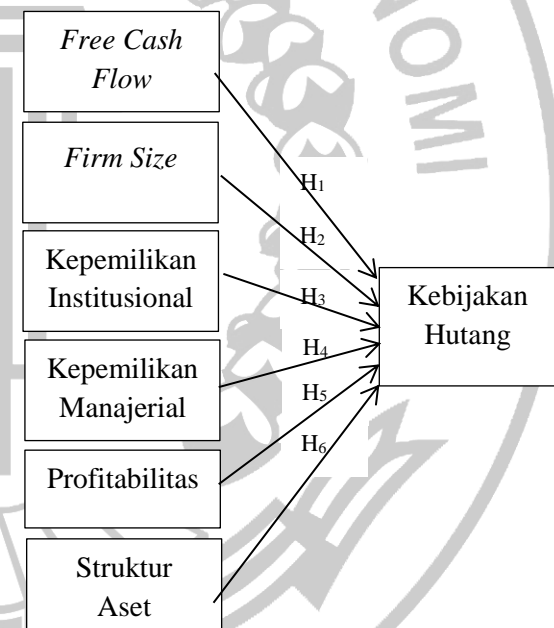 Free Cash
Flow
Firm Size
Kepemilikan
Institusional
Kepemilikan
Manajerial
Profitabilitas
Struktur
Aset
H1
H2
H3
H4
H5
H6
Kebijakan
Hutang
NOMI